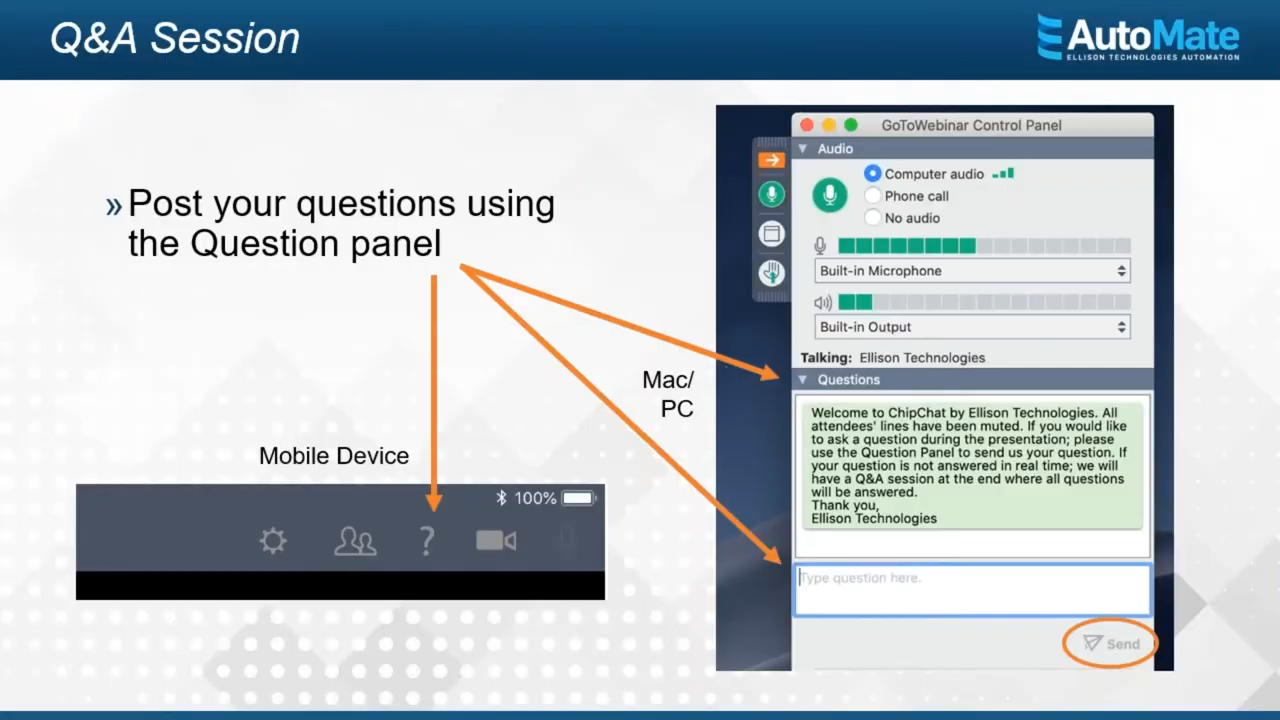 Q&A Session
AutoMate
ELLISON TECHNOLOGIES AUTOMATION
» Post your questions using
the Question panel
Mobile Device
100%
?
Mac/
PC
GoToWebinar Control Panel
Audio
Computer audio
Phone call
No audio
Built-in Microphone
Built-in Output
Talking: Ellison Technologies
Questions
Welcome to ChipChat by Ellison Technologies. All
attendees' lines have been muted. If you would like
to ask a question during the presentation; please
use the Question Panel to send us your question. If
your question is not answered in real time; we will
have a Q&A session at the end where all questions
will be answered.
Thank you,
Ellison Technologies
Type question here.
Send